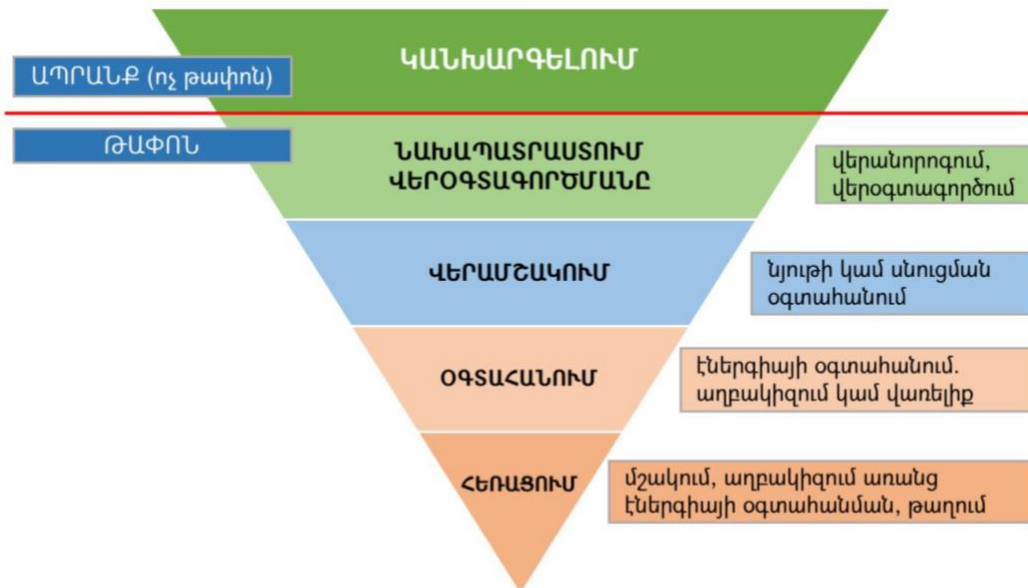 ԿԱՆԽԱՐԳԵԼՈՒՄ
ԱՊՐԱՆՔ (ոչ թափոն)
ԹԱՓՈՆ
ՆԱԽԱՊԱՏՐԱՍՏՈՒՄ
ՎԵՐՕԳՏԱԳՈՐԾՄԱՆԸ
վերանորոգում,
վերօգտագործում
ՎԵՐԱՄՇԱԿՈՒՄ
նյութի կամ սնուցման
օգտահանում
ՕԳՏԱՀԱՆՈՒՄ
էներգիայի օգտահանում.
աղբակիզում կամ վառելիք
ՀԵՌԱՑՈՒՄ
մշակում, աղբակիզում առանց
էներգիայի օգտահանման, թաղում